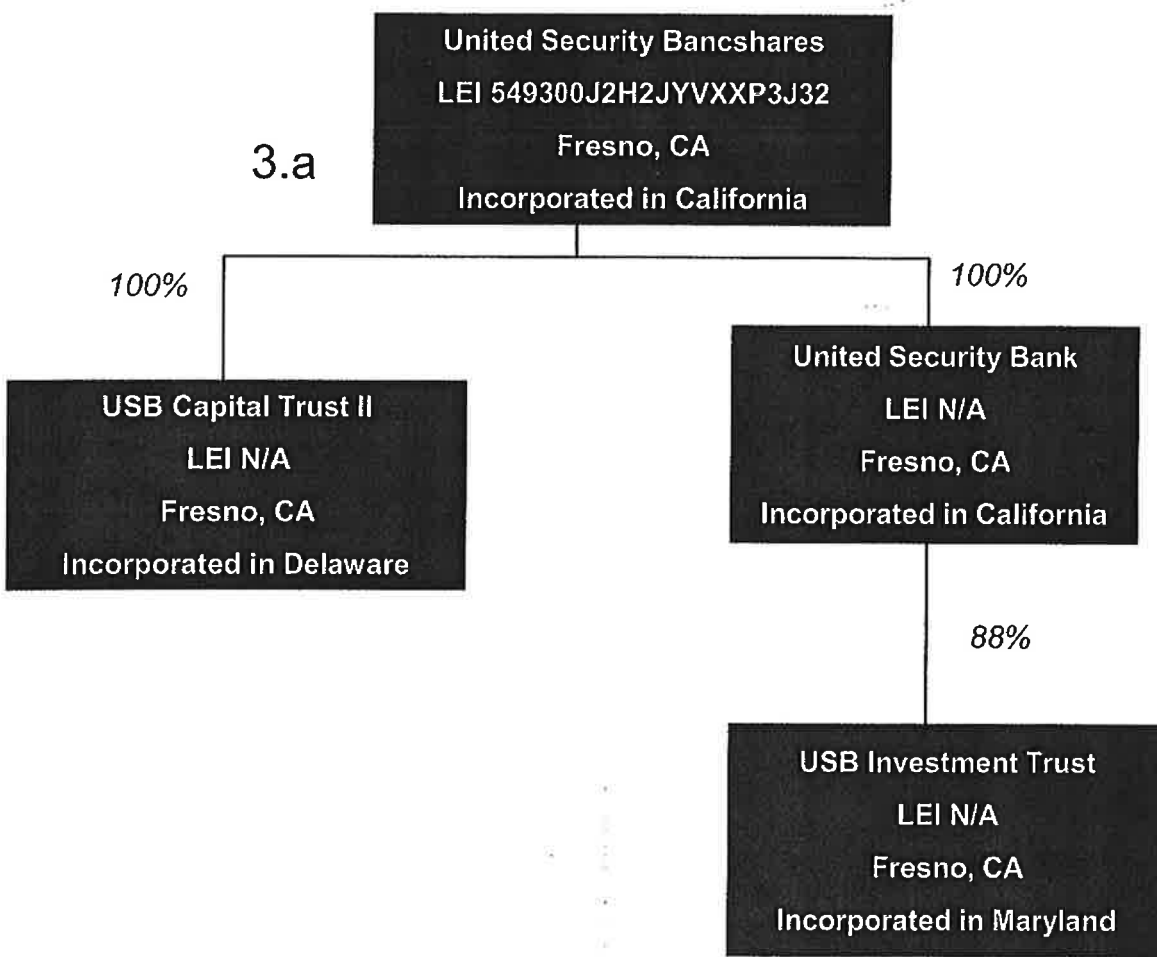 United Security Bancshares
LEI 549300J2H2JYVXXP3J32
Fresno, CA
Incorporated in California
3.a
100%
100%
USB Capital Trust II
LEI N/A
Fresno, CA
Incorporated in Delaware
United Security Bank
LEI N/A
Fresno, CA
Incorporated in California
88%
USB Investment Trust
LEI N/A
Fresno, CA
Incorporated in Maryland